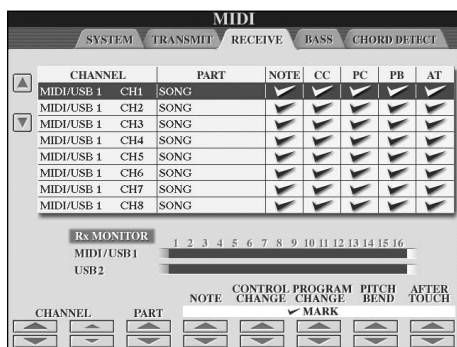 MIDI
SYSTEM TRANSMIT RECEIVE BASS CHORD DETECT
CHANNEL PART NOTE CC PC PB AT
MIDI/USB 1 CH1 SONG
MIDI/USB 1 CH2 SONG
MIDI/USB 1 CH3 SONG
MIDI/USB 1 CH4 SONG
MIDI/USB 1 CH5 SONG
MIDI/USB 1 CH6 SONG
MIDI/USB 1 CH7 SONG
MIDI/USB 1 CH8 SONG
Rx MONITOR 1 2 3 4 5 6 7 8 9 10 11 12 13 14 15 16
MIDI/USB1
USB2
CHANNEL PART NOTE CONTROL CHANGE PROGRAM CHANGE PITCH BEND AFTER TOUCH
MARK